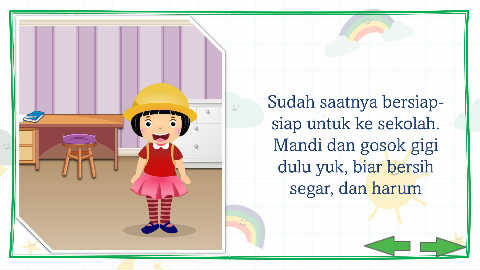 Sudah saatnya bersiap-
siap untuk ke sekolah.
Mandi dan gosok gigi
dulu yuk, biar bersih
segar, dan harum